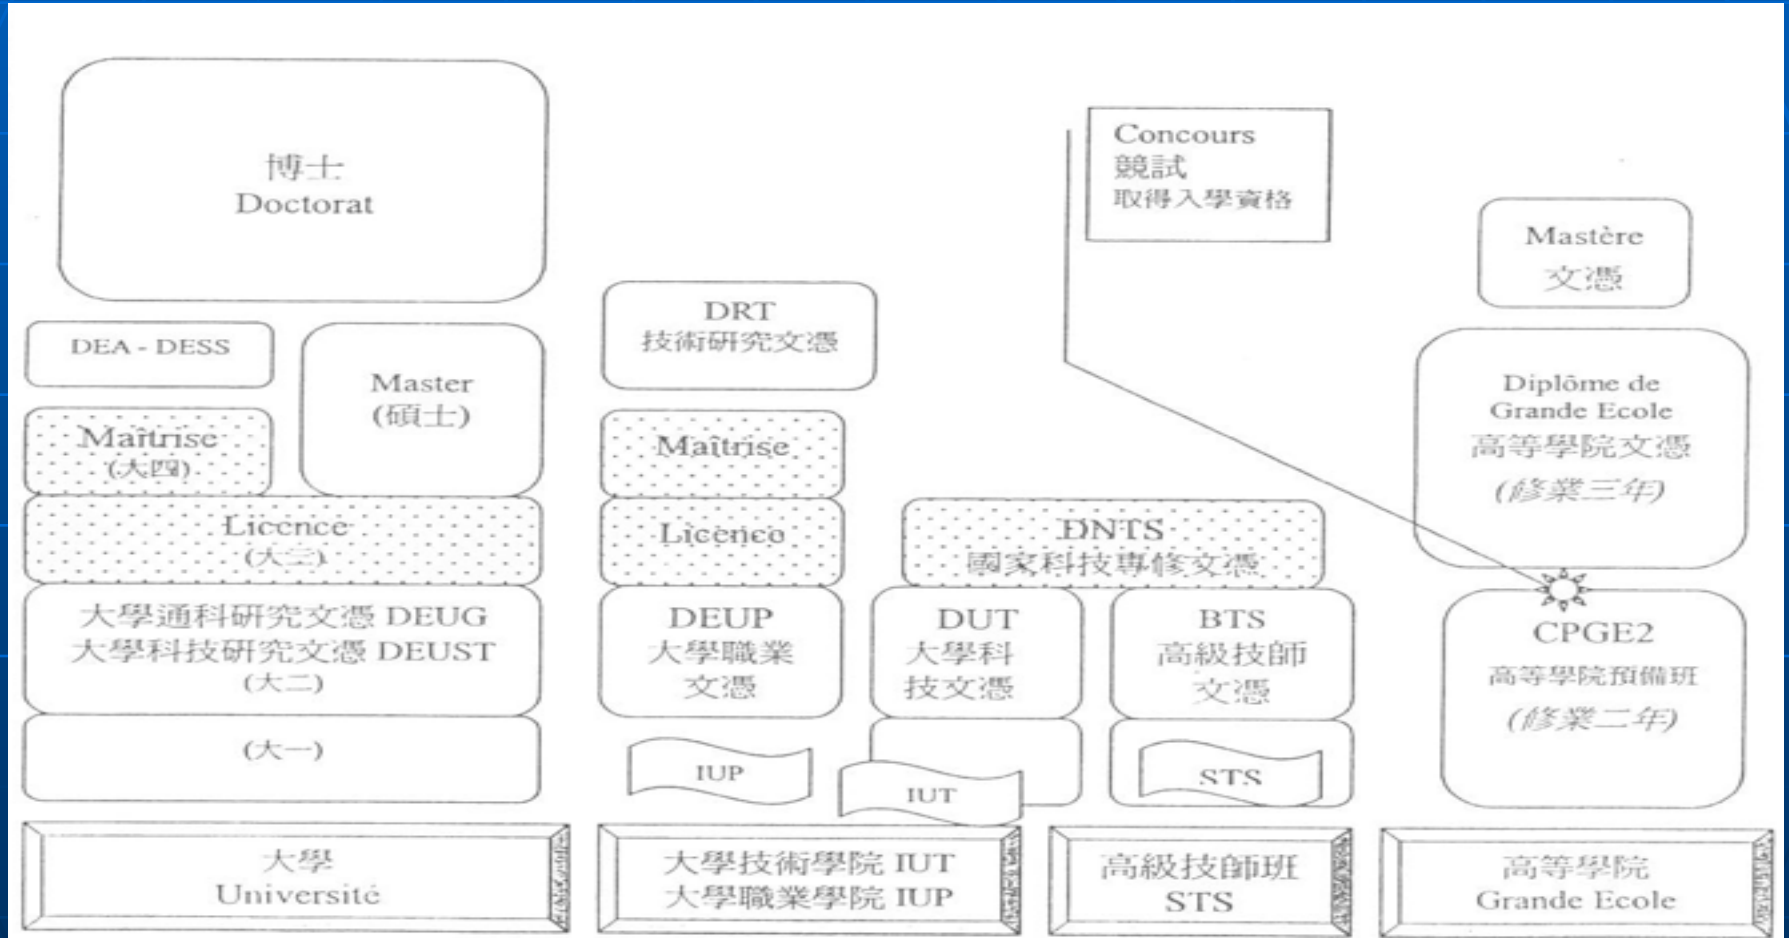 博士
Doctorat
DEA - DESS
Master
(碩士)
Maîtrise
(大四)
Licence
(大三)
大學通科研究文憑 DEUG
大學科技研究文憑 DEUST
(大二)
(大一)
大學
Université
DRT
技術研究文憑
Maîtrise
Licenco
DEUP
大學職業
文憑
IUP
DUT
大學科
技文憑
IUT
大學技術學院 IUT
大學職業學院 IUP
DNTS
國家科技專修文憑
BTS
高級技師
文憑
STS
高級技師班
STS
Concours
競試
取得入學資格
Mastère
文憑
Diplôme de
Grande Ecole
高等學院文憑
(修業三年)
CPGE2
高等學院預備班
(修業二年)
高等學院
Grande Ecole